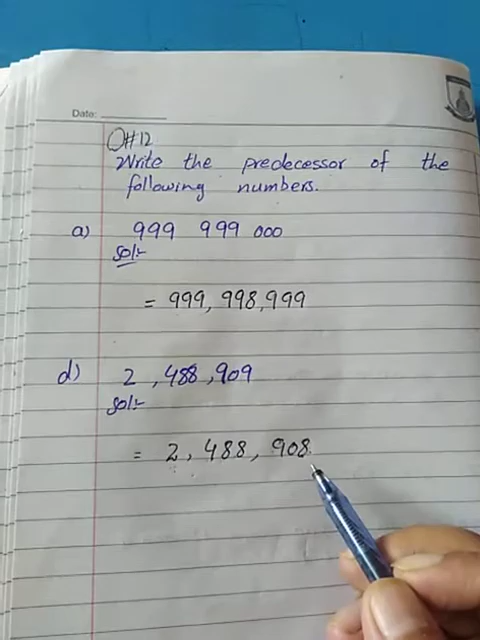 Date:
Q#12
Write the predecessor of the
following numbers.
a) 999 999 000
Sol:-
= 999, 998, 999
d) 2 , 488 , 909
Sol:-
= 2 , 488 , 908